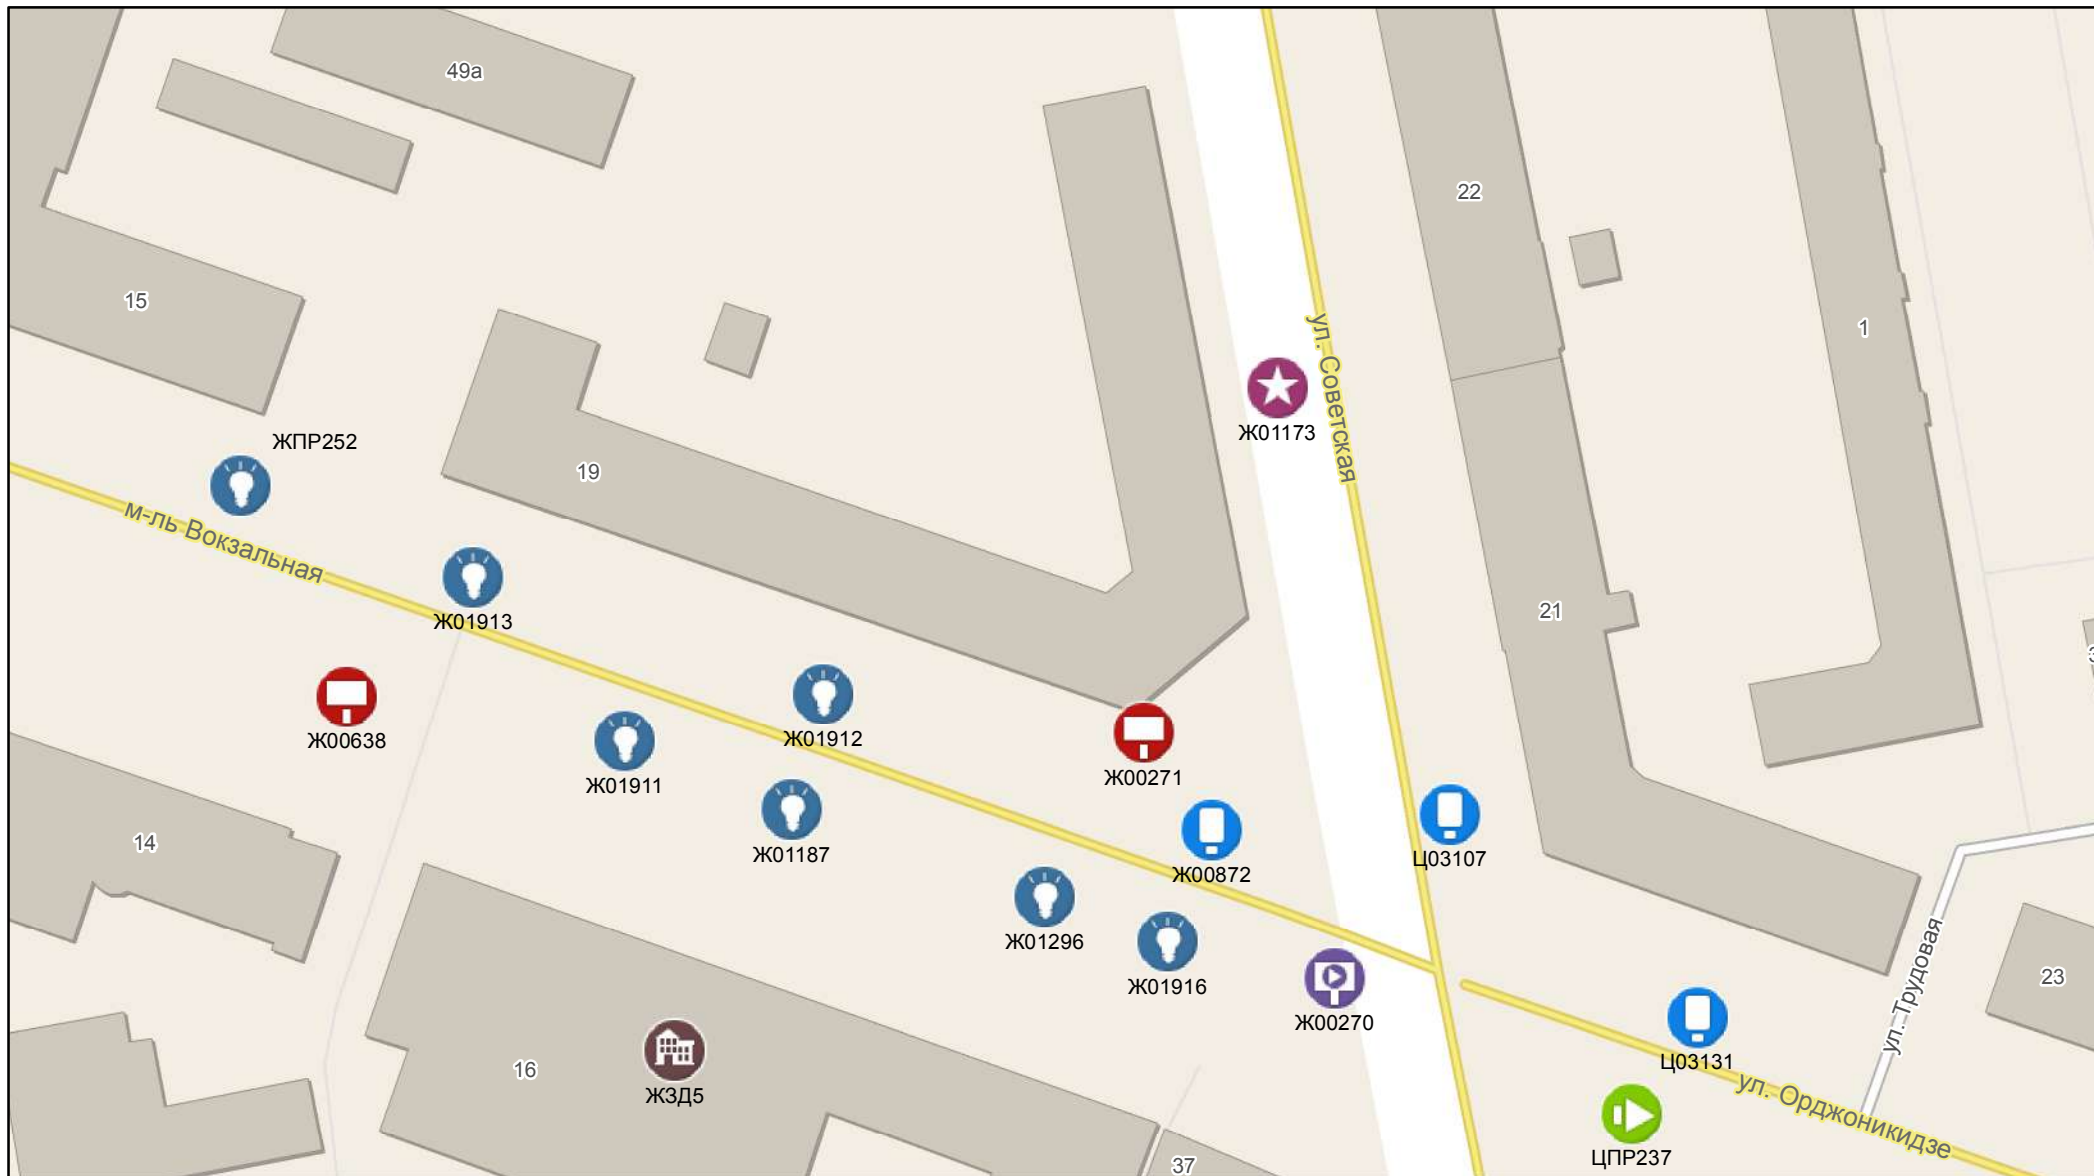 49а
22
15
1
ул. Советская
Ж01173
ЖПР252
19
м-ль Вокзальная
Ж01913
21
Ж00638
Ж01912
Ж01911
Ж00271
14
Ж01187
Ж00872
Ц03107
Ж01296
Ж01916
Ж00270
ул. Трудовая
23
16
ЖЗД5
Ц03131
ул. Орджоникидзе
ЦПР237
37